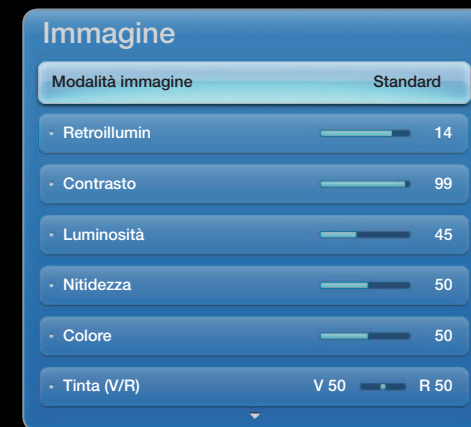 Immagine
Modalità immagine Standard
Retroillumin 14
Contrasto 99
Luminosità 45
Nitidezza 50
Colore 50
Tinta (V/R) V 50 R 50